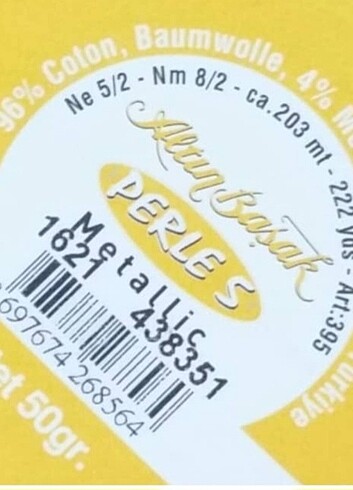 96% Coton, Baumwolle, 4% Me
Ne 5/2 - Nm 8/2 - ca.203 mt - 222 yds - Art:395
Altın Başak
PERLE S
Metallic
1621 438351
697674 268564
et 50gr.
Türkiye